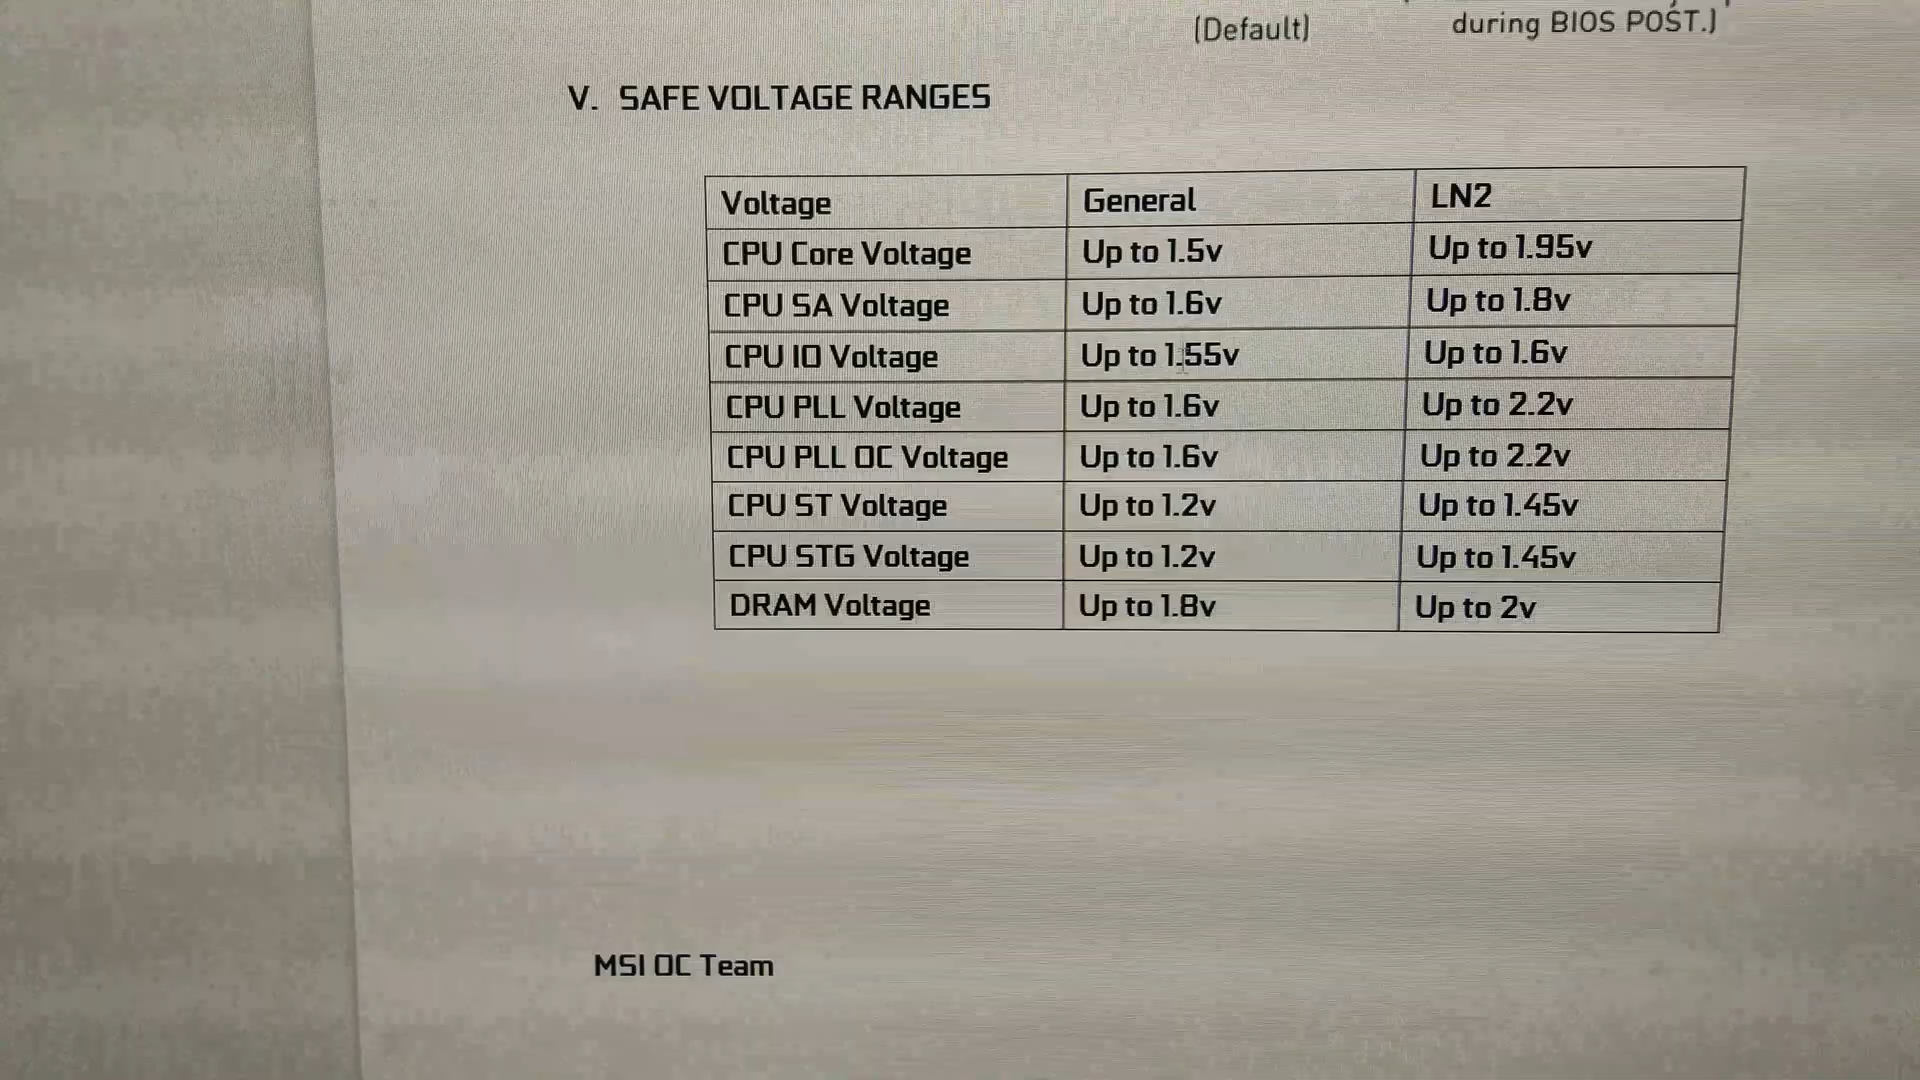 (Default)
during BIOS POST.)
V. SAFE VOLTAGE RANGES
Voltage General LN2
CPU Core Voltage Up to 1.5v Up to 1.95v
CPU SA Voltage Up to 1.6v Up to 1.8v
CPU IO Voltage Up to 1.55v Up to 1.6v
CPU PLL Voltage Up to 1.6v Up to 2.2v
CPU PLL OC Voltage Up to 1.6v Up to 2.2v
CPU ST Voltage Up to 1.2v Up to 1.45v
CPU STG Voltage Up to 1.2v Up to 1.45v
DRAM Voltage Up to 1.8v Up to 2v
MSI OC Team